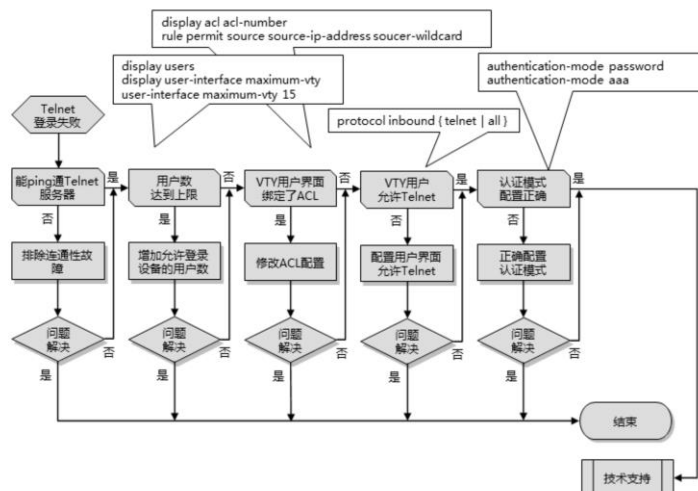 display acl acl-number
rule permit source source-ip-address soucer-wildcard
display users
display user-interface maximum-vty
user-interface maximum-vty 15
authentication-mode password
authentication-mode aaa
protocol inbound { telnet | all }
Telnet
登录失败
能ping通Telnet
服务器
是
用户数
达到上限
否
VTY用户界面
绑定了ACL
否
VTY用户
允许Telnet
是
认证模式
配置正确
是
否
是
是
否
否
排除连通性故
障
增加允许登录
设备的用户数
修改ACL配置
配置用户界面
允许Telnet
正确配置
认证模式
问题
解决
否
问题
解决
否
问题
解决
否
问题
解决
否
问题
解决
否
是
是
是
是
是
结束
技术支持